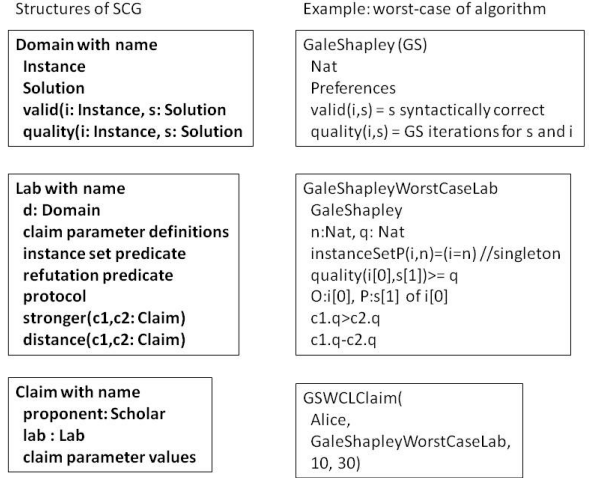 Structures of SCG
Example: worst-case of algorithm
Domain with name
Instance
Solution
valid(i: Instance, s: Solution
quality(i: Instance, s: Solution
GaleShapley (GS)
Nat
Preferences
valid(i,s) = s syntactically correct
quality(i,s) = GS iterations for s and i
Lab with name
d: Domain
claim parameter definitions
instance set predicate
refutation predicate
protocol
stronger(c1,c2: Claim)
distance(c1,c2: Claim)
GaleShapleyWorstCaseLab
GaleShapley
n:Nat, q: Nat
instanceSetP(i,n)=(i=n) //singleton
quality(i[0],s[1])>= q
O:i[0], P:s[1] of i[0]
c1.q>c2.q
c1.q-c2.q
Claim with name
proponent: Scholar
lab : Lab
claim parameter values
GSWCLClaim(
Alice,
GaleShapleyWorstCaseLab,
10, 30)